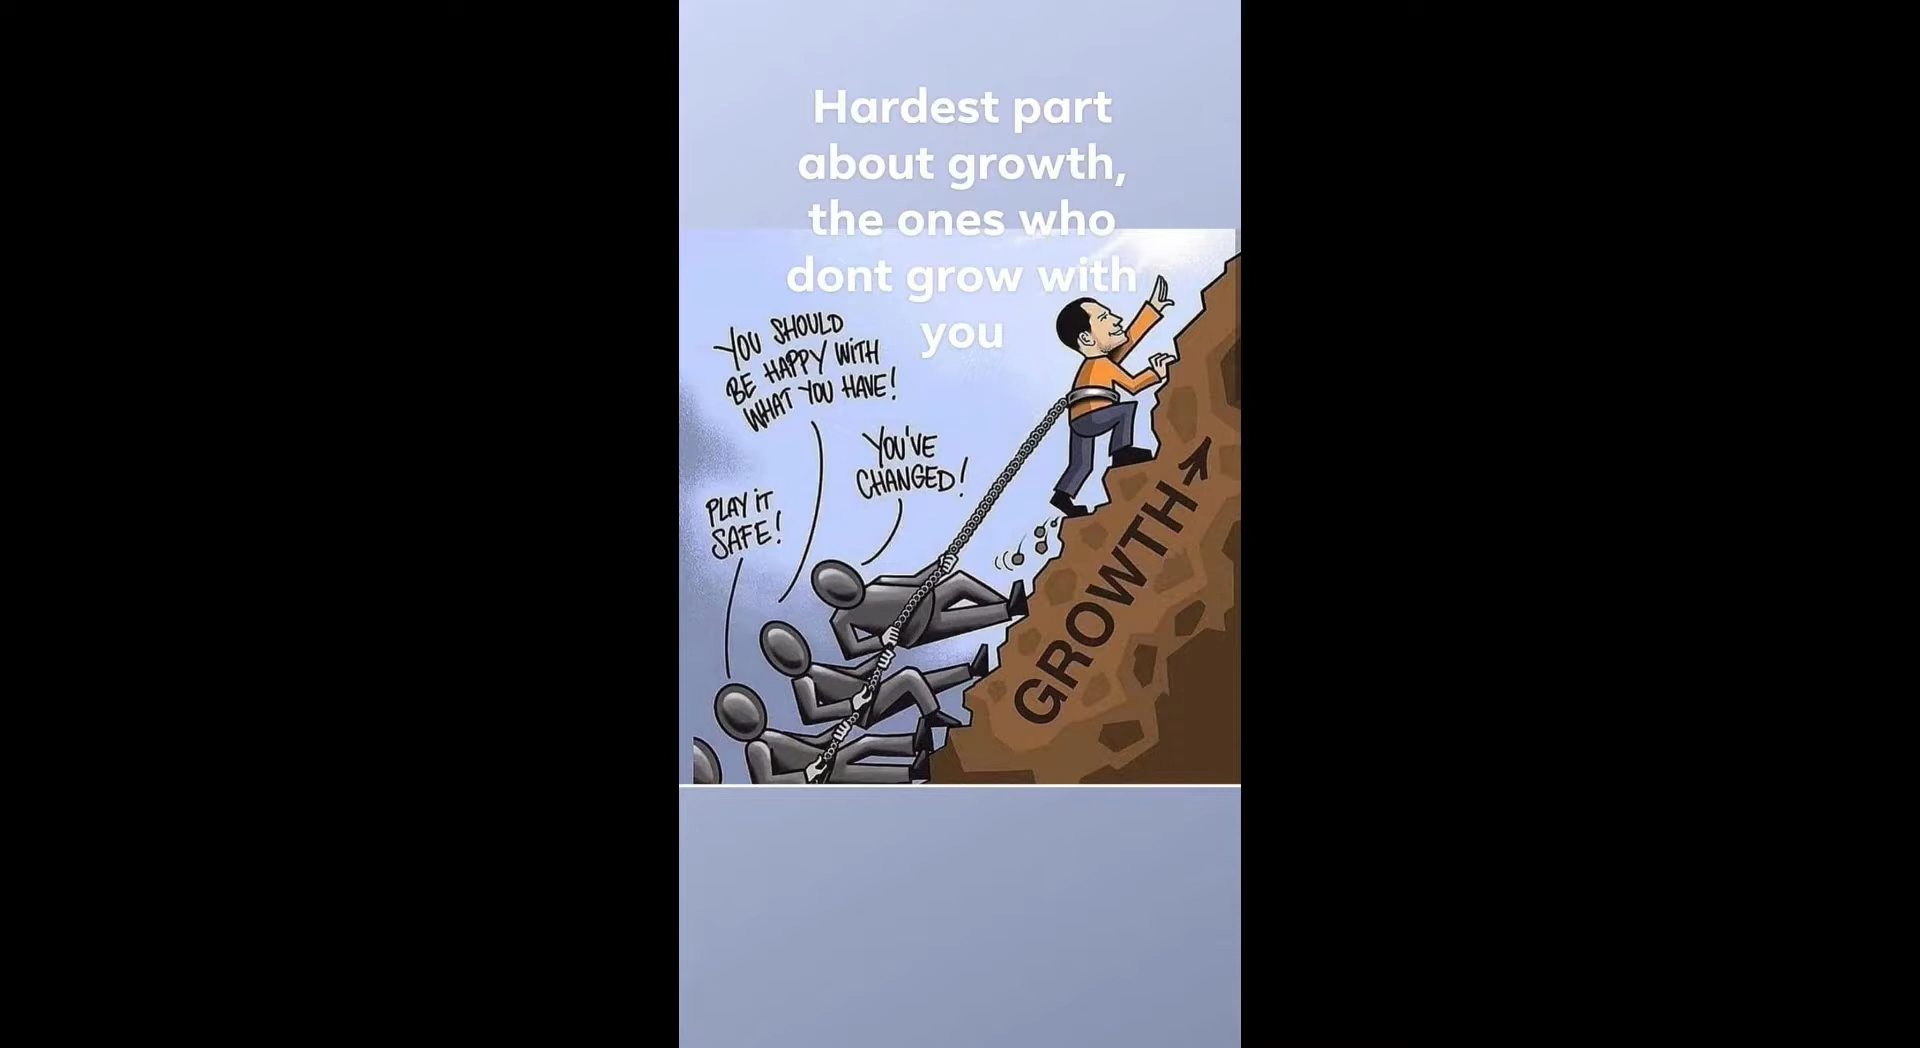 Hardest part
about growth,
the ones who
dont grow with
you
YOU SHOULD
BE HAPPY WITH
WHAT YOU HAVE!
YOU'VE
CHANGED!
PLAY IT
SAFE!
GROWTH